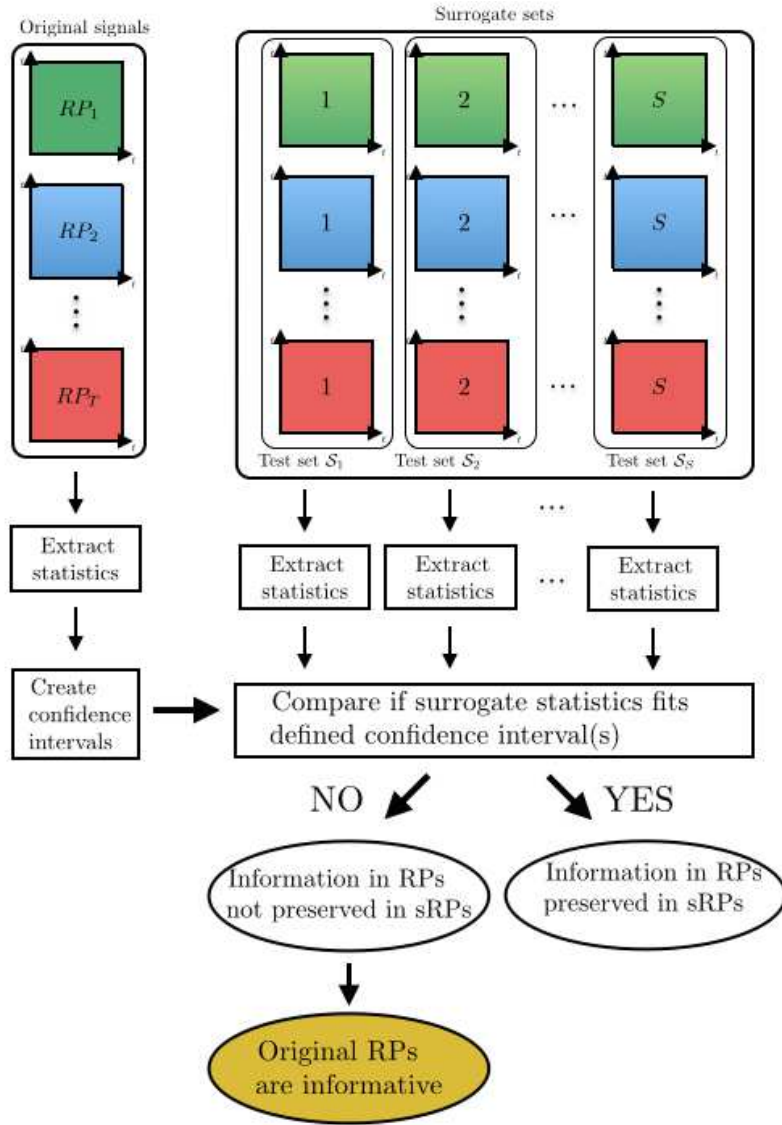 Original signals
Surrogate sets
RP₁
1
2
...
S
RP₂
1
2
...
S
RP_T
1
2
...
S
t
Test set S₁
Test set S₂
Test set S_S
...
Extract
statistics
Extract
statistics
Extract
statistics
...
Extract
statistics
Create
confidence
intervals
Compare if surrogate statistics fits
defined confidence interval(s)
NO
YES
Information in RPs
not preserved in sRPs
Information in RPs
preserved in sRPs
Original RPs
are informative